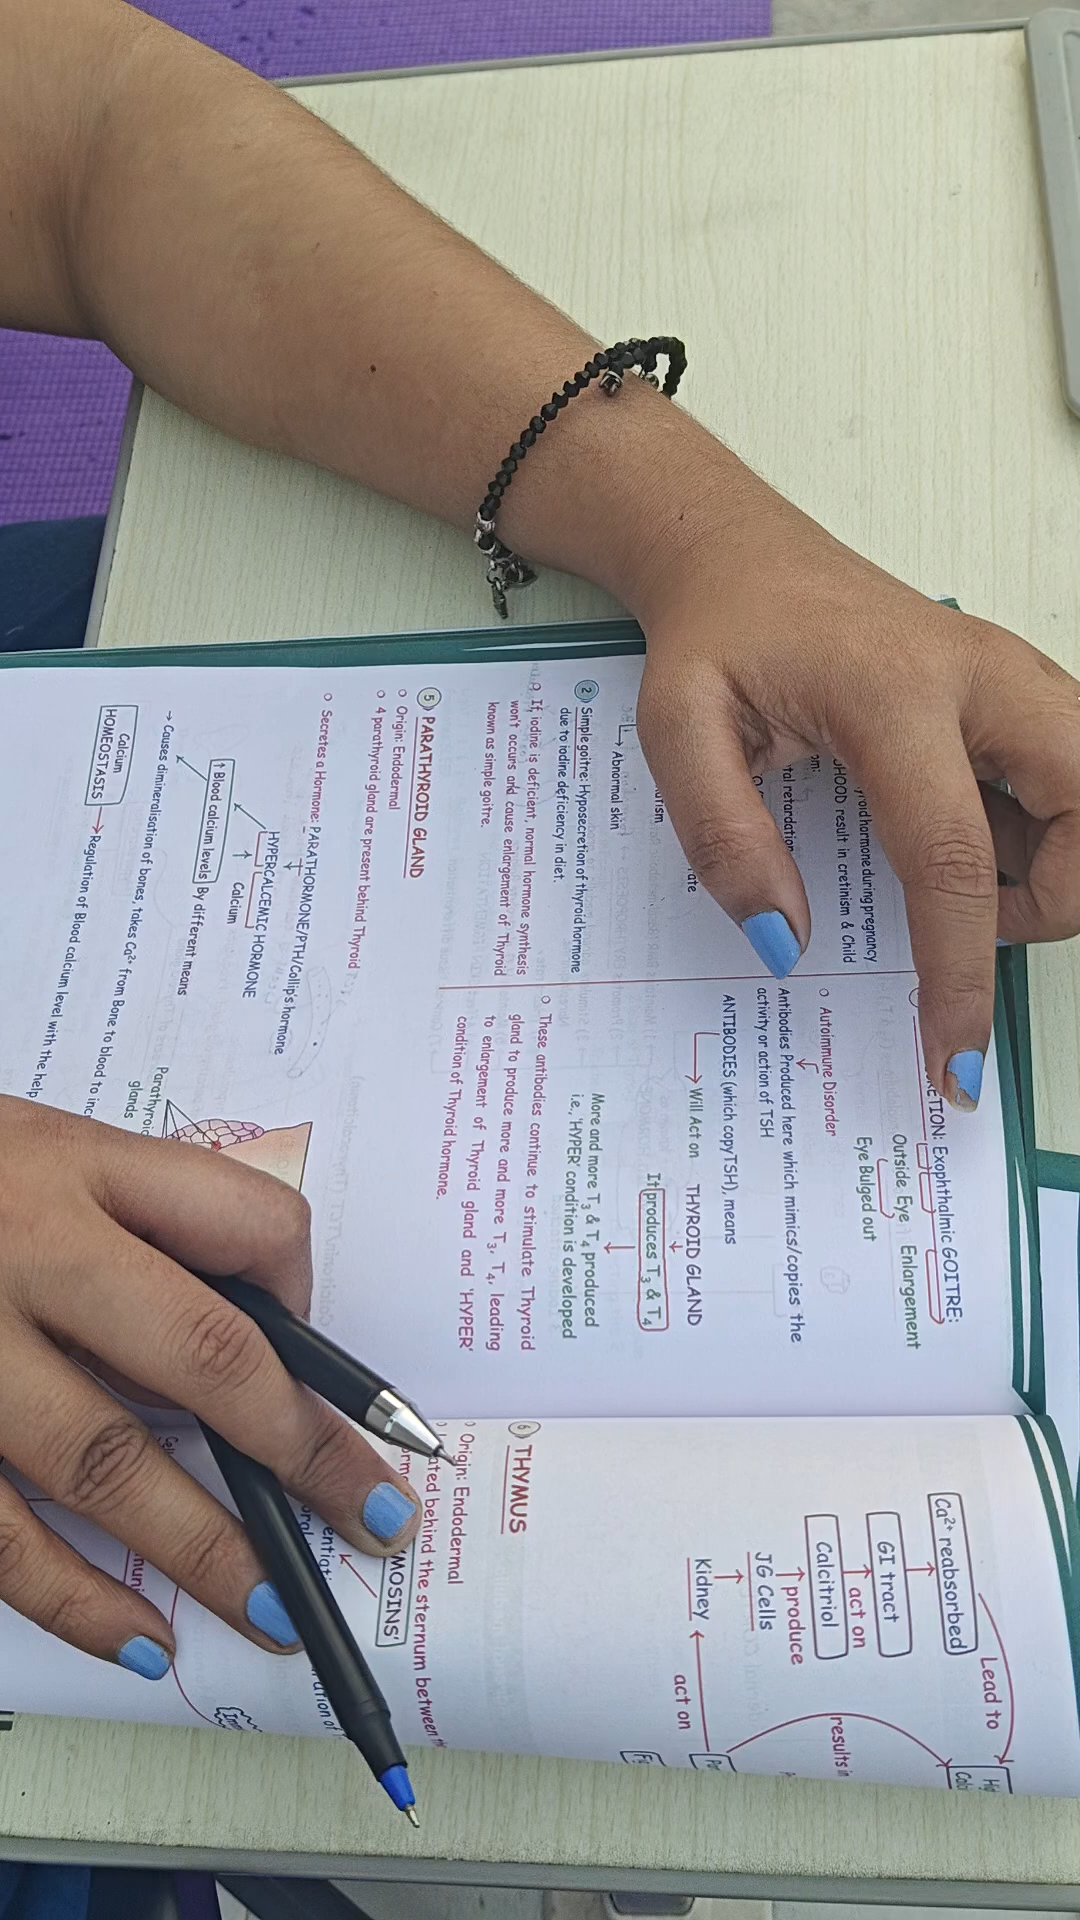 yroid hormone during pregnancy
HOOD result in cretinism & Child
tal retardation
Abnormal skin
2 Simple goitre: Hyposecretion of thyroid hormone
due to iodine deficiency in diet.
If, iodine is deficient, normal hormone synthesis
won't occurs and cause enlargement of Thyroid
known as simple goitre.
5 PARATHYROID GLAND
○ Origin: Endodermal
○ 4 parathyroid gland are present behind Thyroid
○ Secretes a Hormone: PARATHORMONE/PTH/Collip's hormone
HYPERCALCEMIC HORMONE
↑ Calcium
↑ Blood calcium levels By different means
→ Causes dimineralisation of bones, takes Ca²⁺ from Bone to blood to inc
Calcium
HOMEOSTASIS → Regulation of Blood calcium level with the help
Parathyroid
glands
RETION: Exophthalmic GOITRE:
Outside Eye Enlargement
Eye Bulged out
○ Autoimmune Disorder
Antibodies Produced here which mimics/copies the
activity or action of TSH
ANTIBODIES (which copy TSH), means
→ Will Act on THYROID GLAND
It produces T₃ & T₄
More and more T₃ & T₄ produced
i.e., 'HYPER' condition is developed
○ These antibodies continue to stimulate Thyroid
gland to produce more and more T₃, T₄, leading
to enlargement of Thyroid gland and 'HYPER'
condition of Thyroid hormone.
Lead to
Ca²⁺ reabsorbed
GI tract
act on
Calcitriol
produce
JG Cells
Kidney
act on
results in
6 THYMUS
○ Origin: Endodermal
ated behind the sternum between
MOSINS'